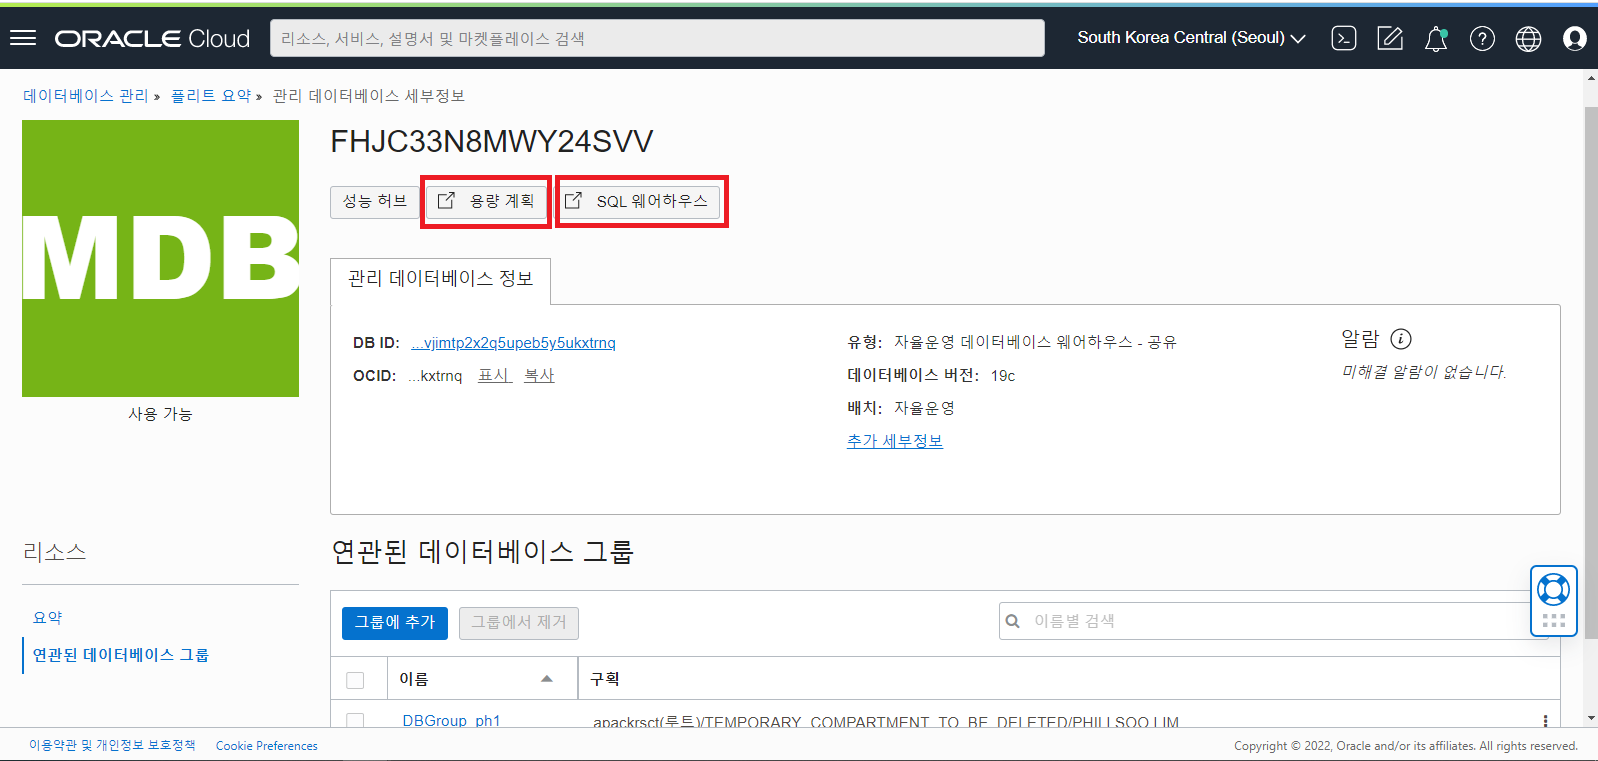 ORACLE Cloud
리소스, 서비스, 설명서 및 마켓플레이스 검색
South Korea Central (Seoul)
데이터베이스 관리 » 플리트 요약 » 관리 데이터베이스 세부정보
MDB
사용 가능
FHJC33N8MWY24SVV
성능 허브 용량 계획 SQL 웨어하우스
관리 데이터베이스 정보
DB ID: ...vjimtp2x2q5upeb5y5ukxtrnq
OCID: ...kxtrnq 표시 복사
유형: 자율운영 데이터베이스 웨어하우스 - 공유
데이터베이스 버전: 19c
배치: 자율운영
추가 세부정보
알람
미해결 알람이 없습니다.
리소스
요약
연관된 데이터베이스 그룹
연관된 데이터베이스 그룹
그룹에 추가 그룹에서 제거 이름별 검색
이름 구획
DBGroup_ph1 apackrsct(루트)/TEMPORARY_COMPARTMENT_TO_BE_DELETED/PHILLSOO.LIM
이용약관 및 개인정보 보호정책 Cookie Preferences
Copyright © 2022, Oracle and/or its affiliates. All rights reserved.